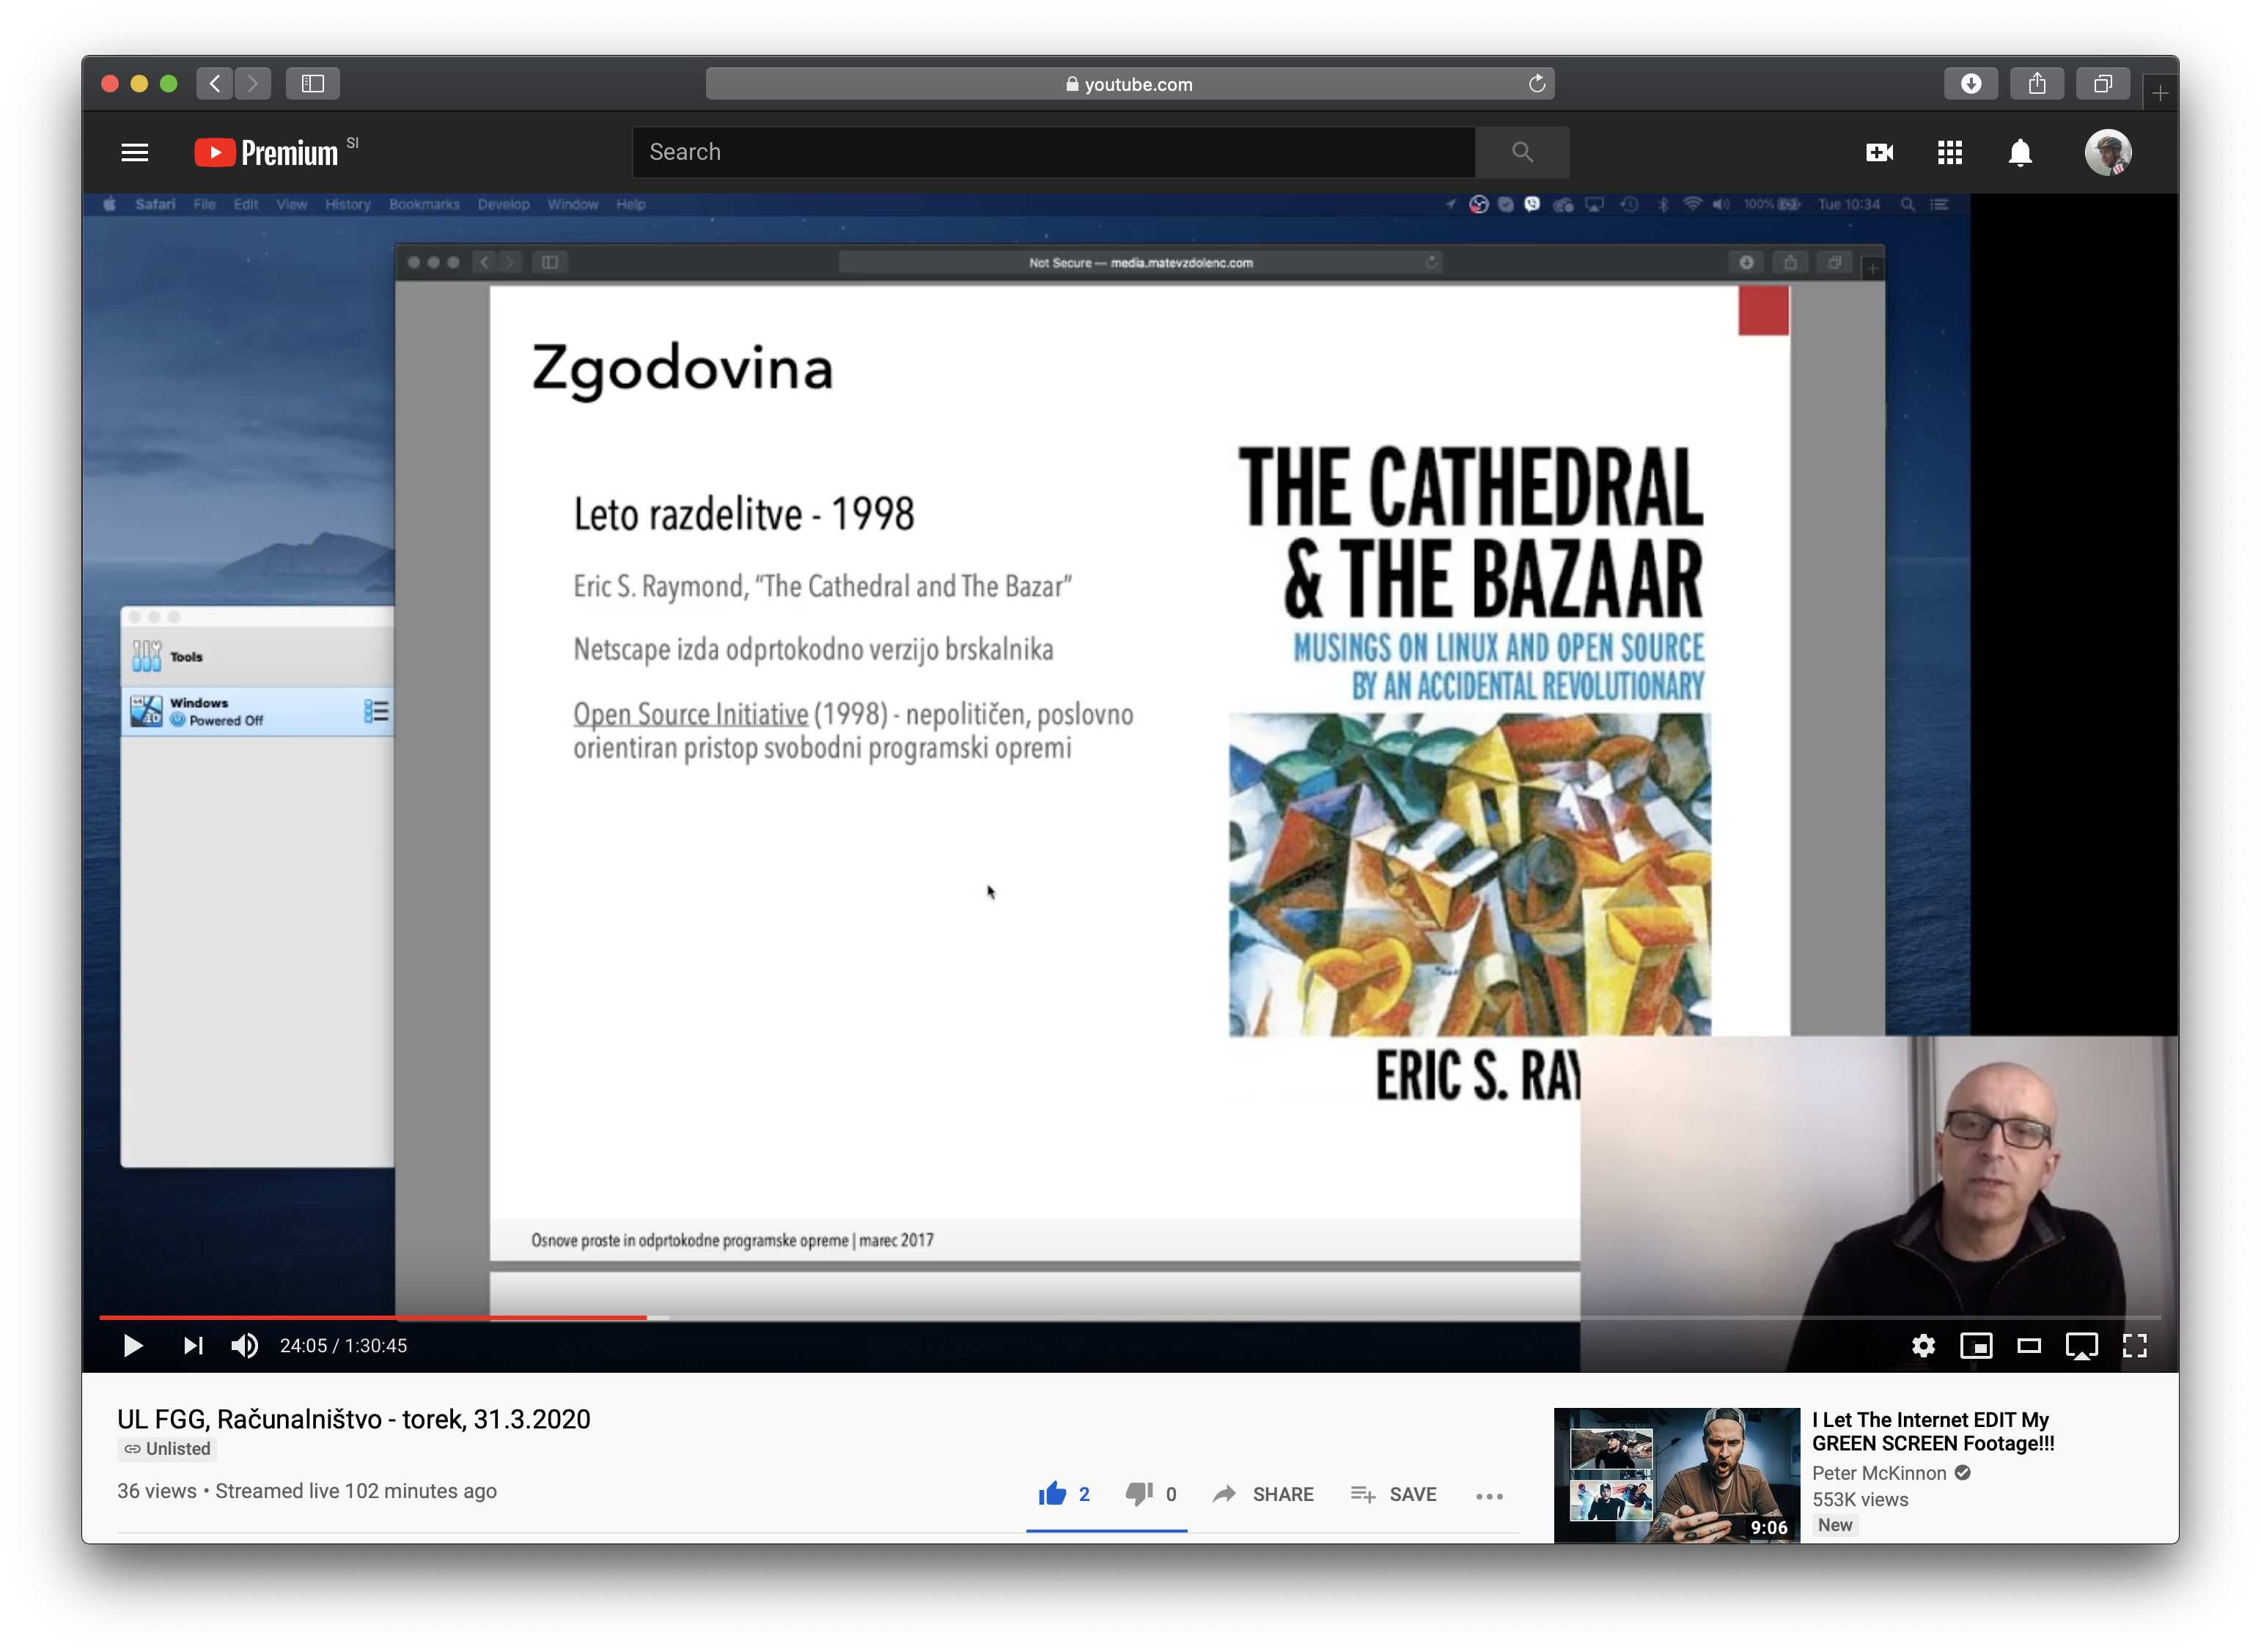 youtube.com
Premium SI
Search
Safari File Edit View History Bookmarks Develop Window Help
100% Tue 10:34
Not Secure — media.matevzdolenc.com
Zgodovina
Leto razdelitve - 1998
Eric S. Raymond, “The Cathedral and The Bazar”
Netscape izda odprtokodno verzijo brskalnika
Open Source Initiative (1998) - nepolitičen, poslovno
orientiran pristop svobodni programski opremi
THE CATHEDRAL
& THE BAZAAR
MUSINGS ON LINUX AND OPEN SOURCE
BY AN ACCIDENTAL REVOLUTIONARY
ERIC S. RAY
Tools
Windows
Powered Off
Osnove proste in odprtokodne programske opreme | marec 2017
24:05 / 1:30:45
UL FGG, Računalništvo - torek, 31.3.2020
Unlisted
36 views • Streamed live 102 minutes ago
2 0 SHARE SAVE
I Let The Internet EDIT My
GREEN SCREEN Footage!!!
Peter McKinnon
553K views
New
9:06